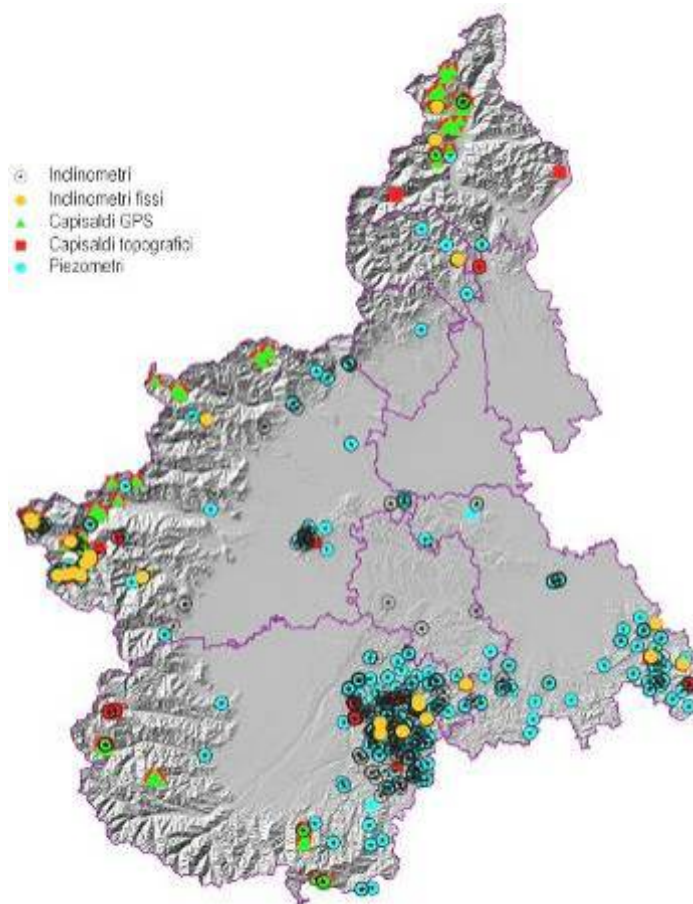 Inclinometri
Inclinometri fissi
Capisaldi GPS
Capisaldi topografici
Piezometri